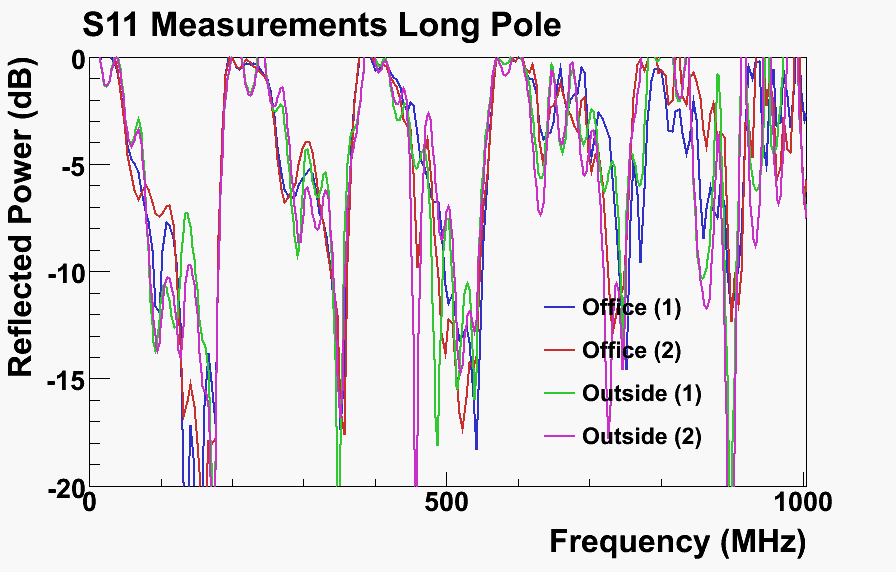 S11 Measurements Long Pole
Reflected Power (dB)
0
-5
-10
-15
-20
Office (1)
Office (2)
Outside (1)
Outside (2)
0 500 1000
Frequency (MHz)